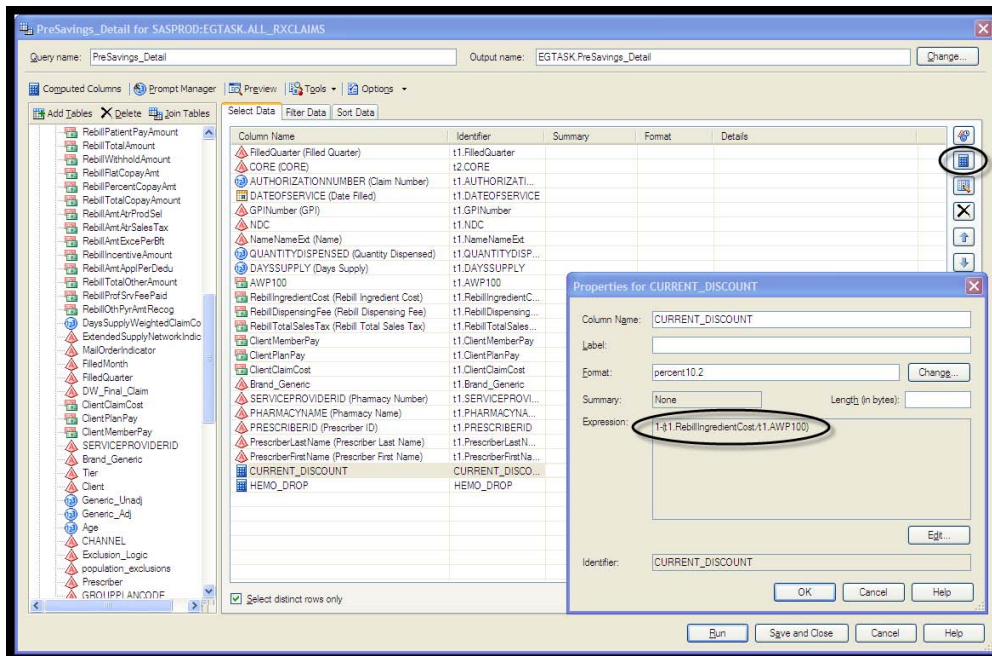 PreSavings_Detail for SASPROD:EGTASK.ALL_RXCLAIMS
Query name: PreSavings_Detail Output name: EGTASK.PreSavings_Detail Change...
Computed Columns Prompt Manager Preview Tools Options
Add Tables Delete Join Tables
Select Data Filter Data Sort Data
RebillPatientPayAmount
RebillTotalAmount
RebillWithholdAmount
RebillFlatCopayAmt
RebillPercentCopayAmt
RebillTotalCopayAmount
RebillAmtAtrProdSel
RebillAmtAtrSalesTax
RebillAmtExcePerBft
RebillIncentiveAmount
RebillAmtApplPerDedu
RebillTotalOtherAmount
RebillProfSrvFeePaid
RebillOthPyrAmtRecog
DaysSupplyWeightedClaimCo
ExtendedSupplyNetworkIndic
MailOrderIndicator
FilledMonth
FilledQuarter
DW_Final_Claim
ClientClaimCost
ClientPlanPay
ClientMemberPay
SERVICEPROVIDERID
Brand_Generic
Tier
Client
Generic_Unadj
Generic_Adj
Age
CHANNEL
Exclusion_Logic
population_exclusions
Prescriber
GROUPPLANCODE
Column Name Identifier Summary Format Details
FilledQuarter (Filled Quarter) t1.FilledQuarter
CORE (CORE) t2.CORE
AUTHORIZATIONNUMBER (Claim Number) t1.AUTHORIZATI...
DATEOFSERVICE (Date Filled) t1.DATEOFSERVICE
GPINumber (GPI) t1.GPINumber
NDC t1.NDC
NameNameExt (Name) t1.NameNameExt
QUANTITYDISPENSED (Quantity Dispensed) t1.QUANTITYDISP...
DAYSSUPPLY (Days Supply) t1.DAYSSUPPLY
AWP100 t1.AWP100
RebillIngredientCost (Rebill Ingredient Cost) t1.RebillIngredientC...
RebillDispensingFee (Rebill Dispensing Fee) t1.RebillDispensing...
RebillTotalSalesTax (Rebill Total Sales Tax) t1.RebillTotalSales...
ClientMemberPay t1.ClientMemberPay
ClientPlanPay t1.ClientPlanPay
ClientClaimCost t1.ClientClaimCost
Brand_Generic t1.Brand_Generic
SERVICEPROVIDERID (Pharmacy Number) t1.SERVICEPROVI...
PHARMACYNAME (Pharmacy Name) t1.PHARMACYNA...
PRESCRIBERID (Prescriber ID) t1.PRESCRIBERID
PrescriberLastName (Prescriber Last Name) t1.PrescriberLastN...
PrescriberFirstName (Prescriber First Name) t1.PrescriberFirstNa...
CURRENT_DISCOUNT CURRENT_DISCO...
HEMO_DROP HEMO_DROP
Select distinct rows only
Properties for CURRENT_DISCOUNT
Column Name: CURRENT_DISCOUNT
Label:
Format: percent10.2 Change...
Summary: None Length (in bytes):
Expression: 1-(t1.RebillIngredientCost/t1.AWP100)
Edit...
Identifier: CURRENT_DISCOUNT
OK Cancel Help
Run Save and Close Cancel Help